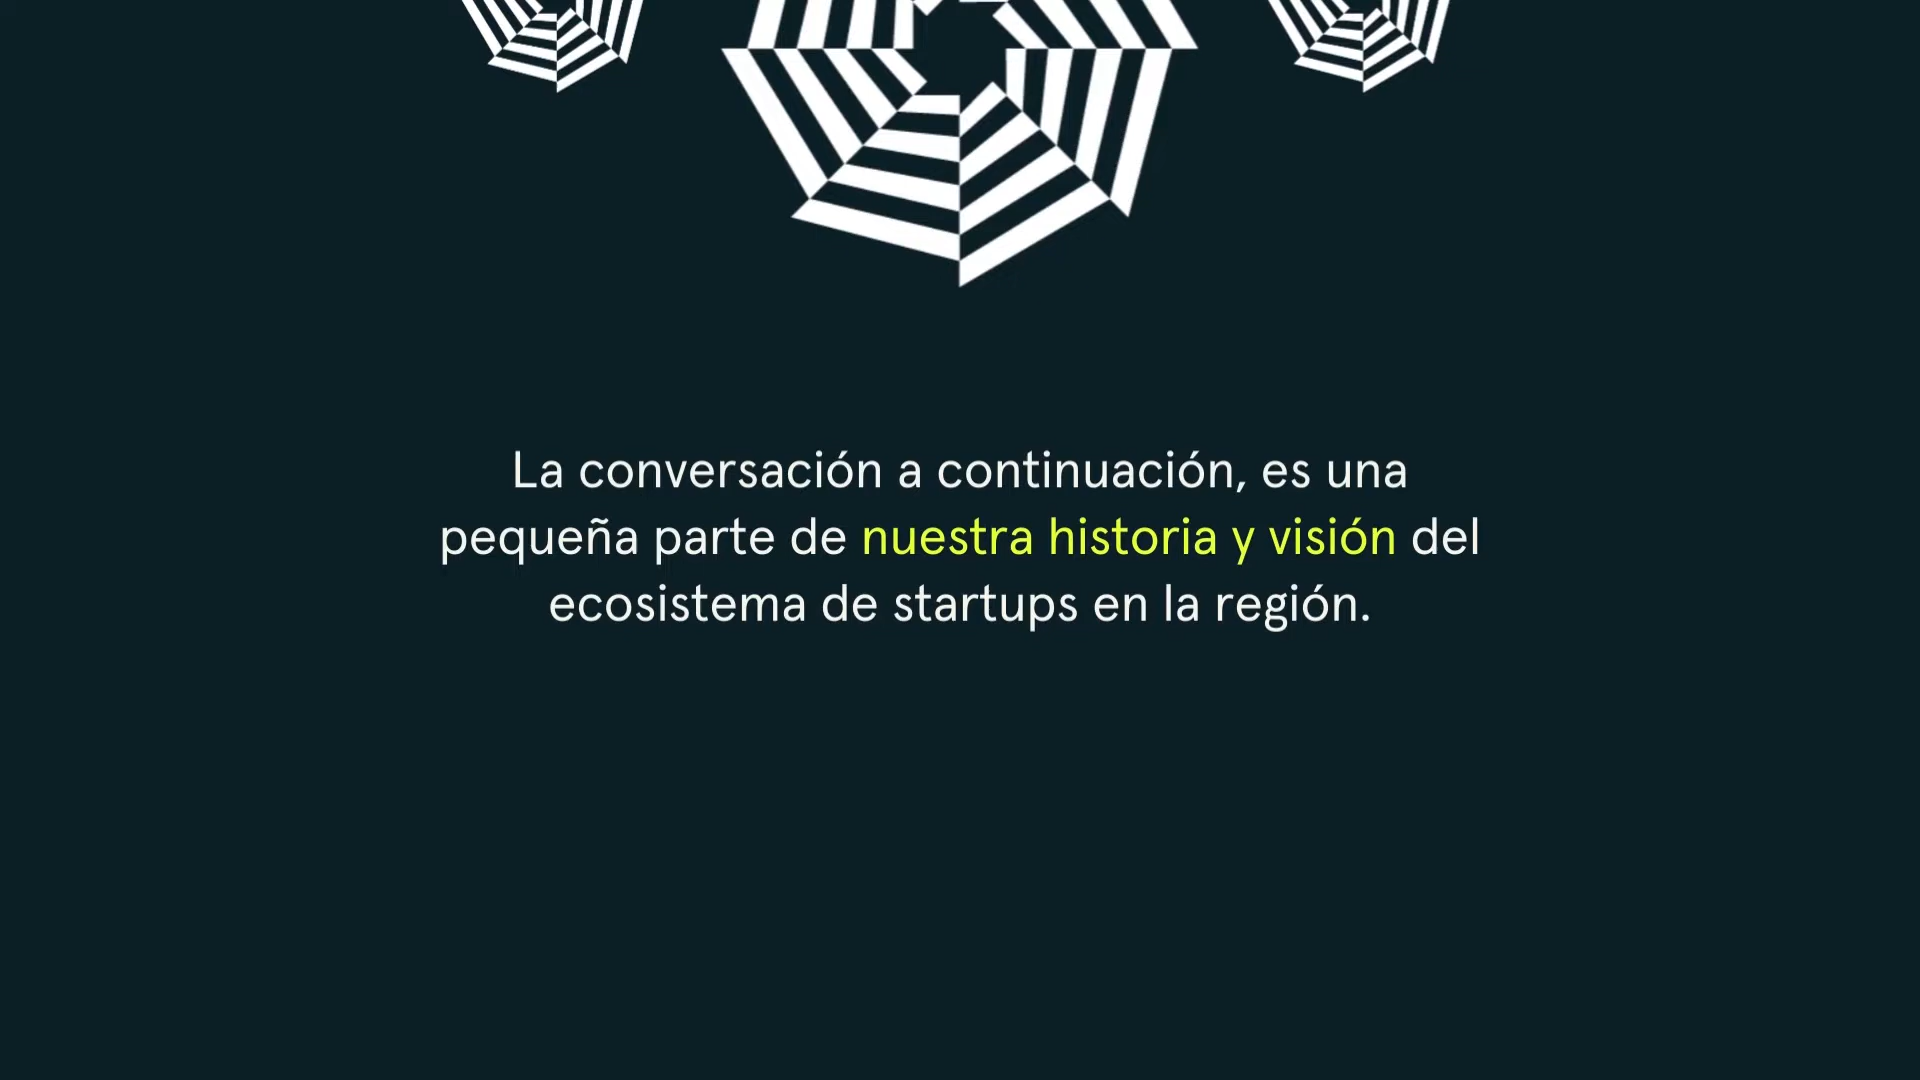 La conversación a continuación, es una
pequeña parte de nuestra historia y visión del
ecosistema de startups en la región.